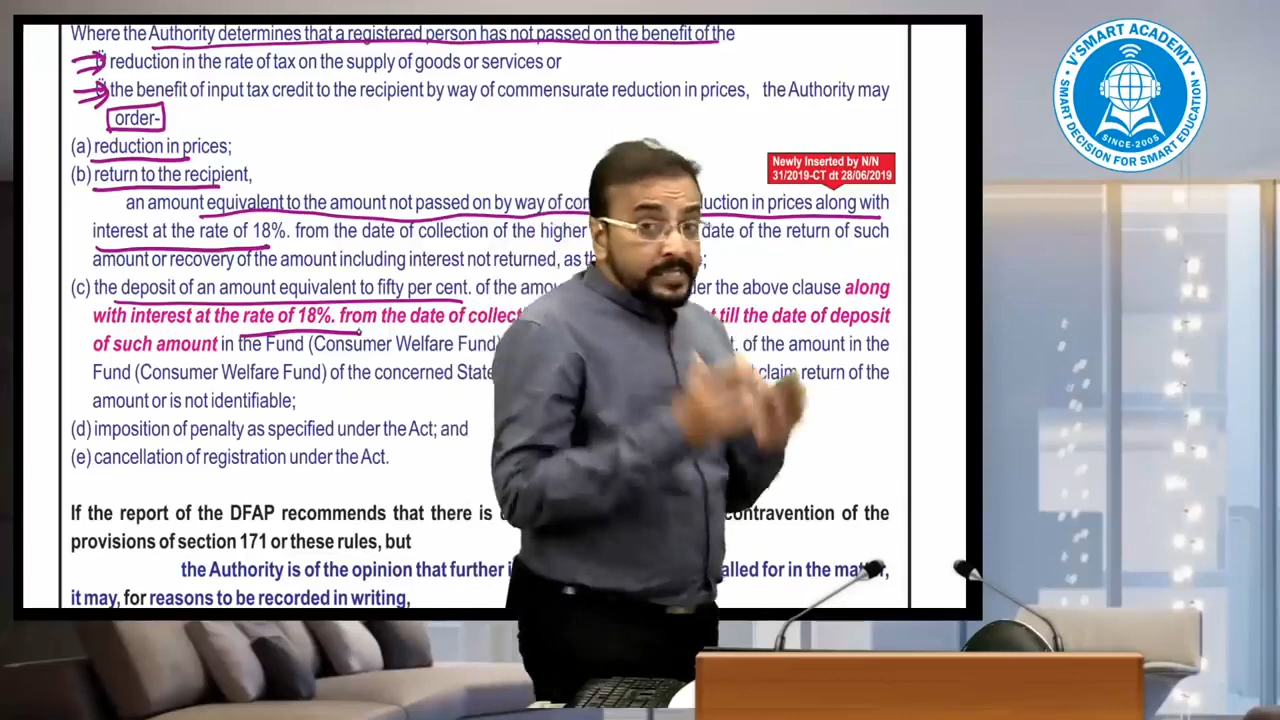 Where the Authority determines that a registered person has not passed on the benefit of the
reduction in the rate of tax on the supply of goods or services or
the benefit of input tax credit to the recipient by way of commensurate reduction in prices, the Authority may
order-
(a) reduction in prices;
(b) return to the recipient,
Newly Inserted by N/N
31/2019-CT dt 28/06/2019
an amount equivalent to the amount not passed on by way of uction in prices along with
interest at the rate of 18%. from the date of collection of the higher date of the return of such
amount or recovery of the amount including interest not returned, as
(c) the deposit of an amount equivalent to fifty per cent. of the the above clause along
with interest at the rate of 18%. from the date of till the date of deposit
of such amount in the Fund (Consumer Welfare Fund) of the amount in the
Fund (Consumer Welfare Fund) of the concerned claim return of the
amount or is not identifiable;
(d) imposition of penalty as specified under the Act; and
(e) cancellation of registration under the Act.
If the report of the DFAP recommends that there is contravention of the
provisions of section 171 or these rules, but
the Authority is of the opinion that further called for in the matter,
it may, for reasons to be recorded in writing,
V'SMART ACADEMY
SINCE-2005
SMART DECISION FOR SMART EDUCATION